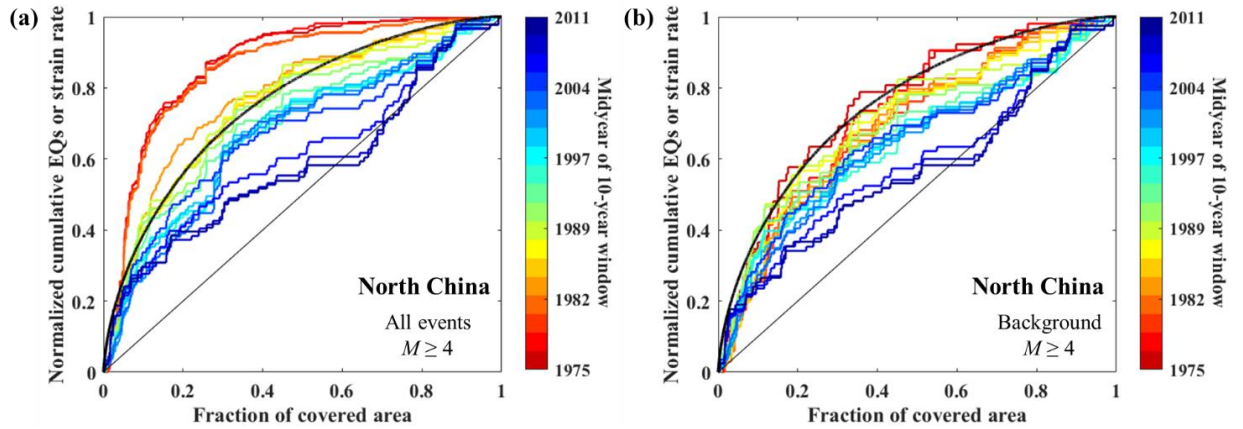 (a)
Normalized cumulative EQs or strain rate
1
0.8
0.6
0.4
0.2
0
0 0.2 0.4 0.6 0.8 1
Fraction of covered area
North China
All events
M ≥ 4
2011
2004
1997
1989
1982
1975
Midyear of 10-year window
(b)
Normalized cumulative EQs or strain rate
1
0.8
0.6
0.4
0.2
0
0 0.2 0.4 0.6 0.8 1
Fraction of covered area
North China
Background
M ≥ 4
2011
2004
1997
1989
1982
1975
Midyear of 10-year window